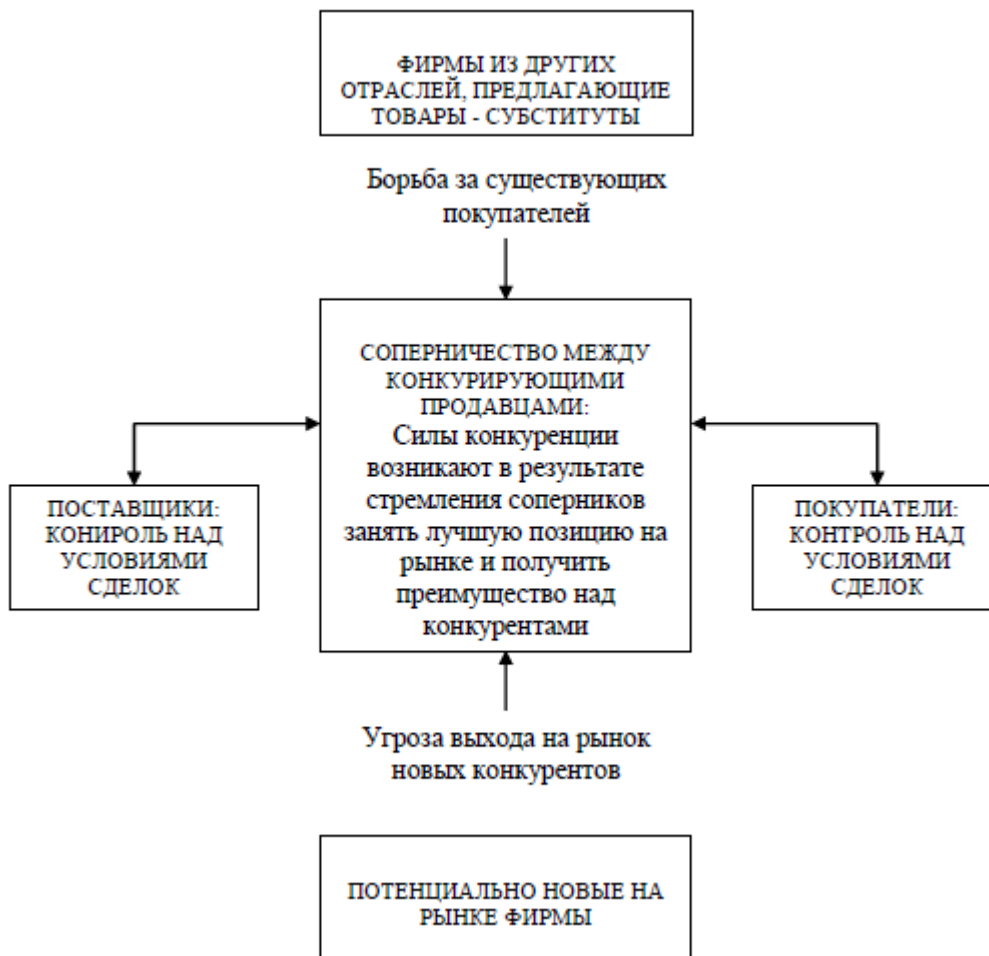 ФИРМЫ ИЗ ДРУГИХ
ОТРАСЛЕЙ, ПРЕДЛАГАЮЩИЕ
ТОВАРЫ - СУБСТИТУТЫ
Борьба за существующих
покупателей
СОПЕРНИЧЕСТВО МЕЖДУ
КОНКУРИРУЮЩИМИ
ПРОДАВЦАМИ:
Силы конкуренции
возникают в результате
стремления соперников
занять лучшую позицию на
рынке и получить
преимущество над
конкурентами
ПОСТАВЩИКИ:
КОНИРОЛЬ НАД
УСЛОВИЯМИ
СДЕЛОК
ПОКУПАТЕЛИ:
КОНТРОЛЬ НАД
УСЛОВИЯМИ
СДЕЛОК
Угроза выхода на рынок
новых конкурентов
ПОТЕНЦИАЛЬНО НОВЫЕ НА
РЫНКЕ ФИРМЫ